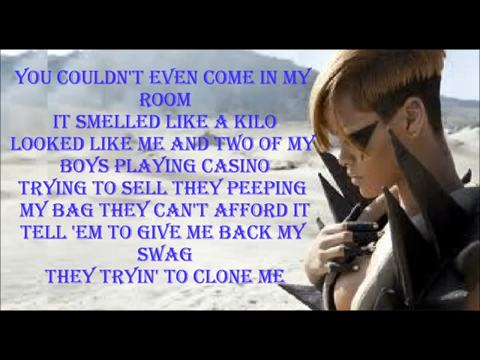 YOU COULDN'T EVEN COME IN MY
ROOM
IT SMELLED LIKE A KILO
LOOKED LIKE ME AND TWO OF MY
BOYS PLAYING CASINO
TRYING TO SELL THEY PEEPING
MY BAG THEY CAN'T AFFORD IT
TELL 'EM TO GIVE ME BACK MY
SWAG
THEY TRYIN' TO CLONE ME